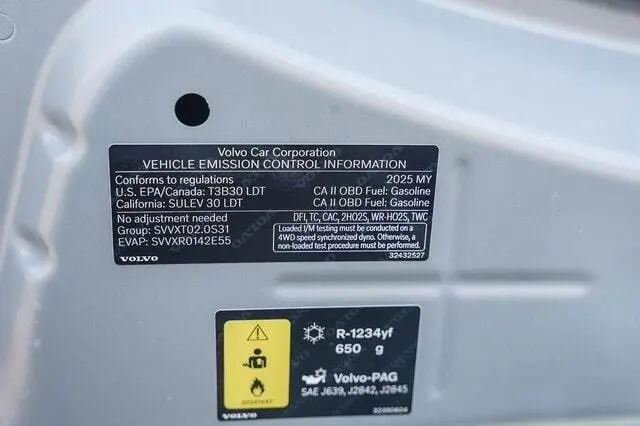 Volvo Car Corporation
VEHICLE EMISSION CONTROL INFORMATION
Conforms to regulations 2025 MY
U.S. EPA/Canada: T3B30 LDT CA II OBD Fuel: Gasoline
California: SULEV 30 LDT CA II OBD Fuel: Gasoline
No adjustment needed DFI, TC, CAC, 2HO2S, WR-HO2S, TWC
Group: SVVXT02.0S31
EVAP: SVVXR0142E55
Loaded I/M testing must be conducted on a
4WD speed synchronized dyno. Otherwise, a
non-loaded test procedure must be performed.
VOLVO 32432527
R-1234yf
650 g
Volvo-PAG
SAE J639, J2842, J2845
VOLVO